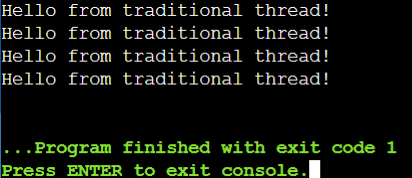 Hello from traditional thread!
Hello from traditional thread!
Hello from traditional thread!
Hello from traditional thread!
...Program finished with exit code 1
Press ENTER to exit console.